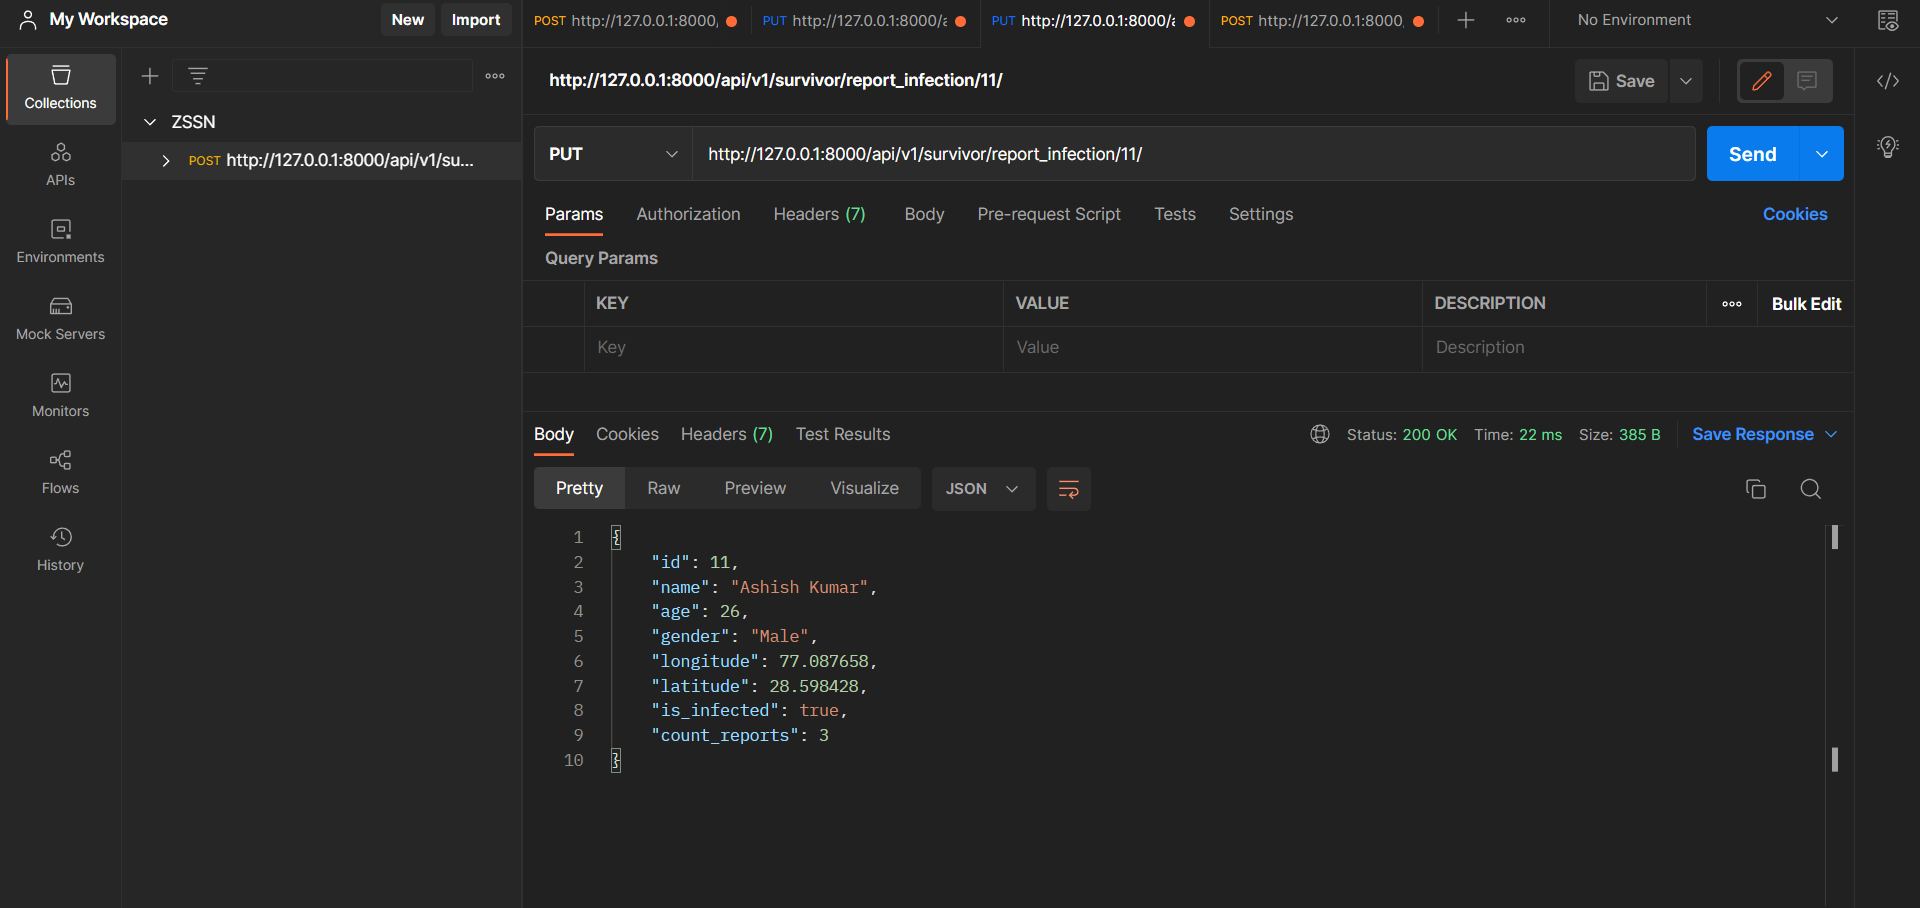 My Workspace
New
Import
POST http://127.0.0.1:8000,
PUT http://127.0.0.1:8000/a
PUT http://127.0.0.1:8000/a
POST http://127.0.0.1:8000,
No Environment
Collections
APIs
Environments
Mock Servers
Monitors
Flows
History
ZSSN
POST http://127.0.0.1:8000/api/v1/su...
http://127.0.0.1:8000/api/v1/survivor/report_infection/11/
Save
PUT
http://127.0.0.1:8000/api/v1/survivor/report_infection/11/
Send
Params Authorization Headers (7) Body Pre-request Script Tests Settings
Cookies
Query Params
KEY VALUE DESCRIPTION Bulk Edit
Key Value Description
Body Cookies Headers (7) Test Results
Status: 200 OK Time: 22 ms Size: 385 B Save Response
Pretty Raw Preview Visualize JSON
1 {
2 "id": 11,
3 "name": "Ashish Kumar",
4 "age": 26,
5 "gender": "Male",
6 "longitude": 77.087658,
7 "latitude": 28.598428,
8 "is_infected": true,
9 "count_reports": 3
10 }